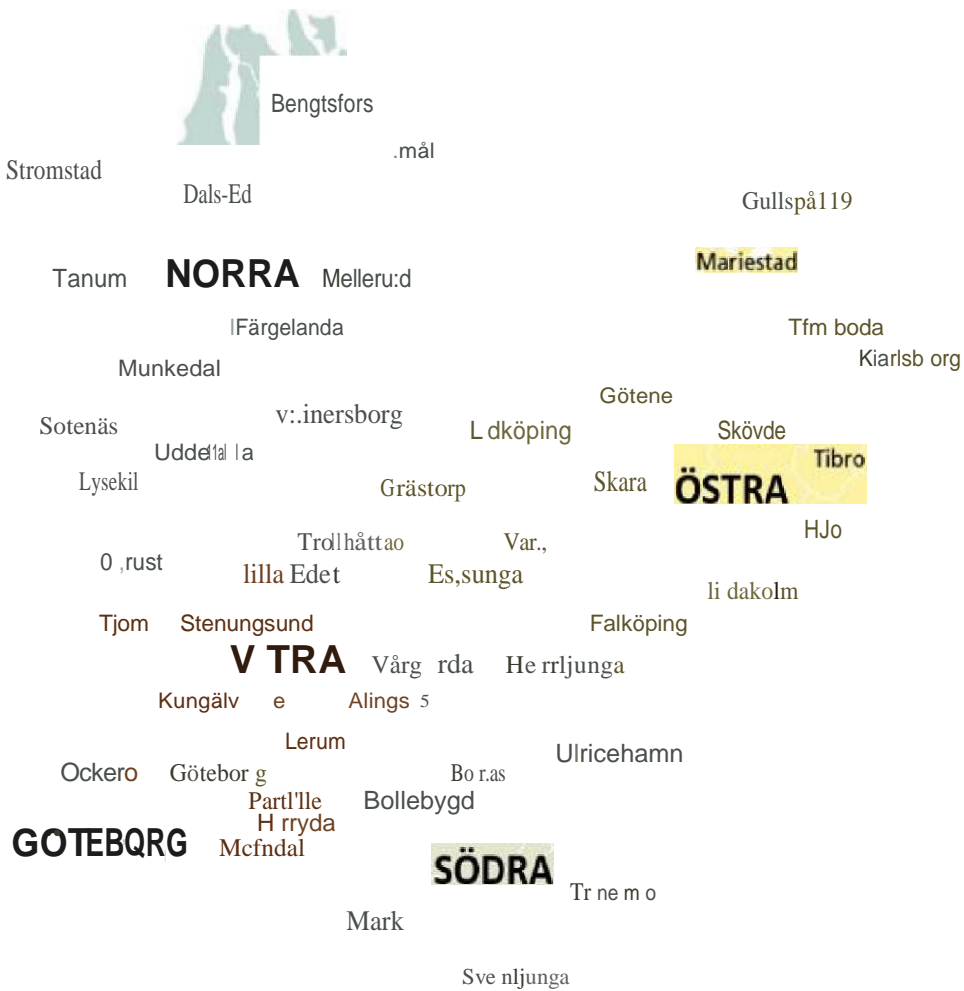 Bengtsfors
.mål
Stromstad
Dals-Ed
Gullspå119
Mariestad
Tanum NORRA Melleru:d
lFärgelanda
Tfm boda
Kiarlsb org
Munkedal
Götene
v:.inersborg
Sotenäs
L dköping
Skövde
Udde11al l a
Tibro
Lysekil
Grästorp
Skara ÖSTRA
HJo
Trollhåttao
Var.,
0 ,rust
lilla Edet
Es,sunga
li dakolm
Tjom Stenungsund
Falköping
V TRA Vårg rda He rrljunga
Kungälv e Alings 5
Lerum
Ulricehamn
Ockero Götebor g
Bo r.as
Partl'lle Bollebygd
H rryda
GOTEBQRG Mcfndal
SÖDRA
Tr ne m o
Mark
Sve nljunga